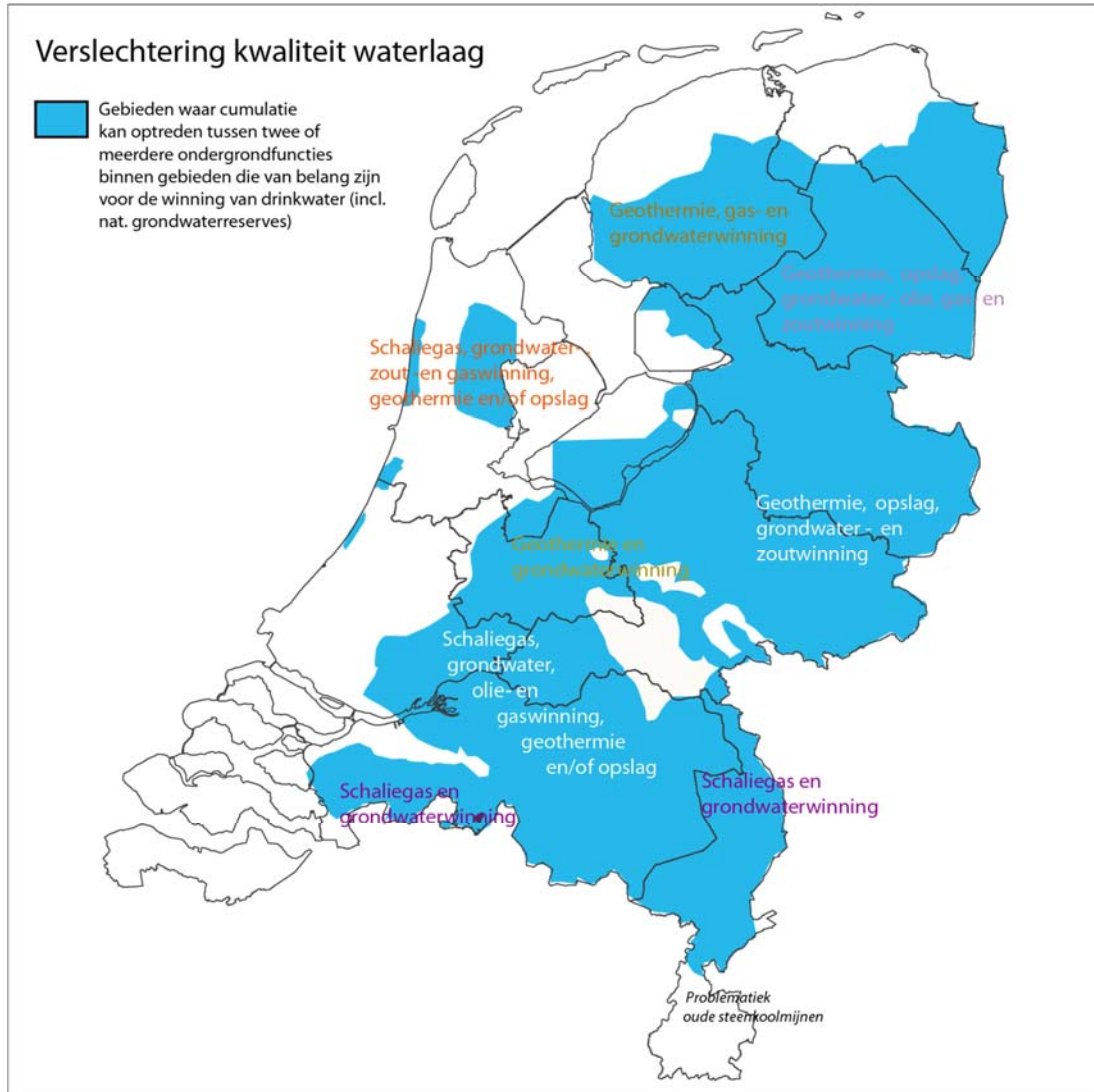 Verslechtering kwaliteit waterlaag
Gebieden waar cumulatie
kan optreden tussen twee of
meerdere ondergrondfuncties
binnen gebieden die van belang zijn
voor de winning van drinkwater (incl.
nat. grondwaterreserves)
Geothermie, gas- en
grondwaterwinning
Geothermie, opslag,
grondwater,- olie, gas- en
zoutwinning
Schaliegas, grondwater- ,
zout -en gaswinning,
geothermie en/of opslag
Geothermie, opslag,
grondwater - en
zoutwinning
Geothermie en
grondwaterwinning
Schaliegas,
grondwater,
olie- en
gaswinning,
geothermie
en/of opslag
Schaliegas en
grondwaterwinning
Schaliegas en
grondwaterwinning
Problematiek
oude steenkoolmijnen